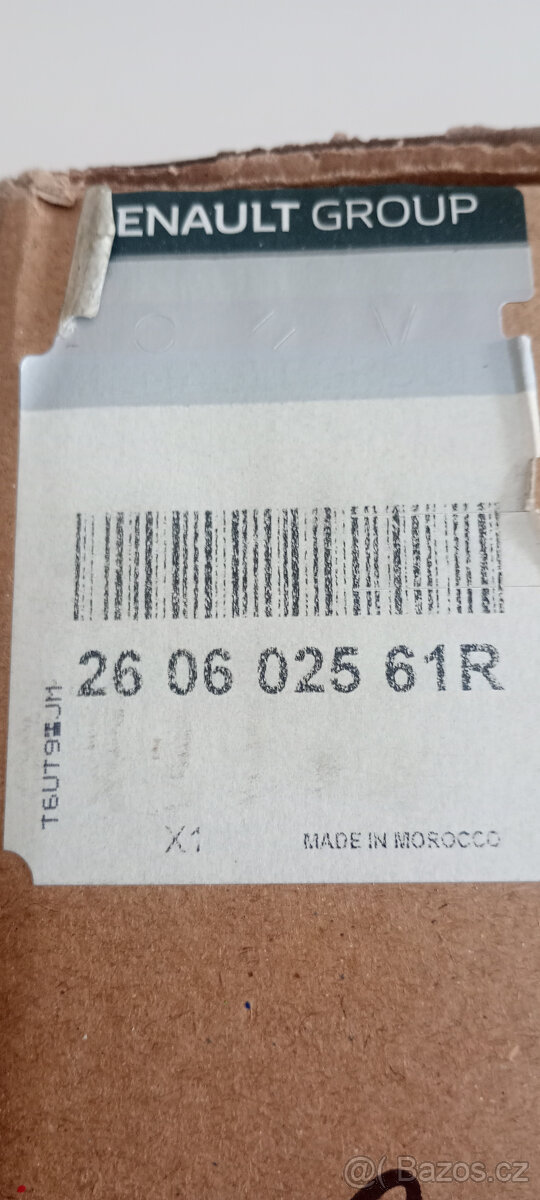 ENAULT GROUP
26 06 025 61R
X1
MADE IN MOROCCO
© Bazos.cz